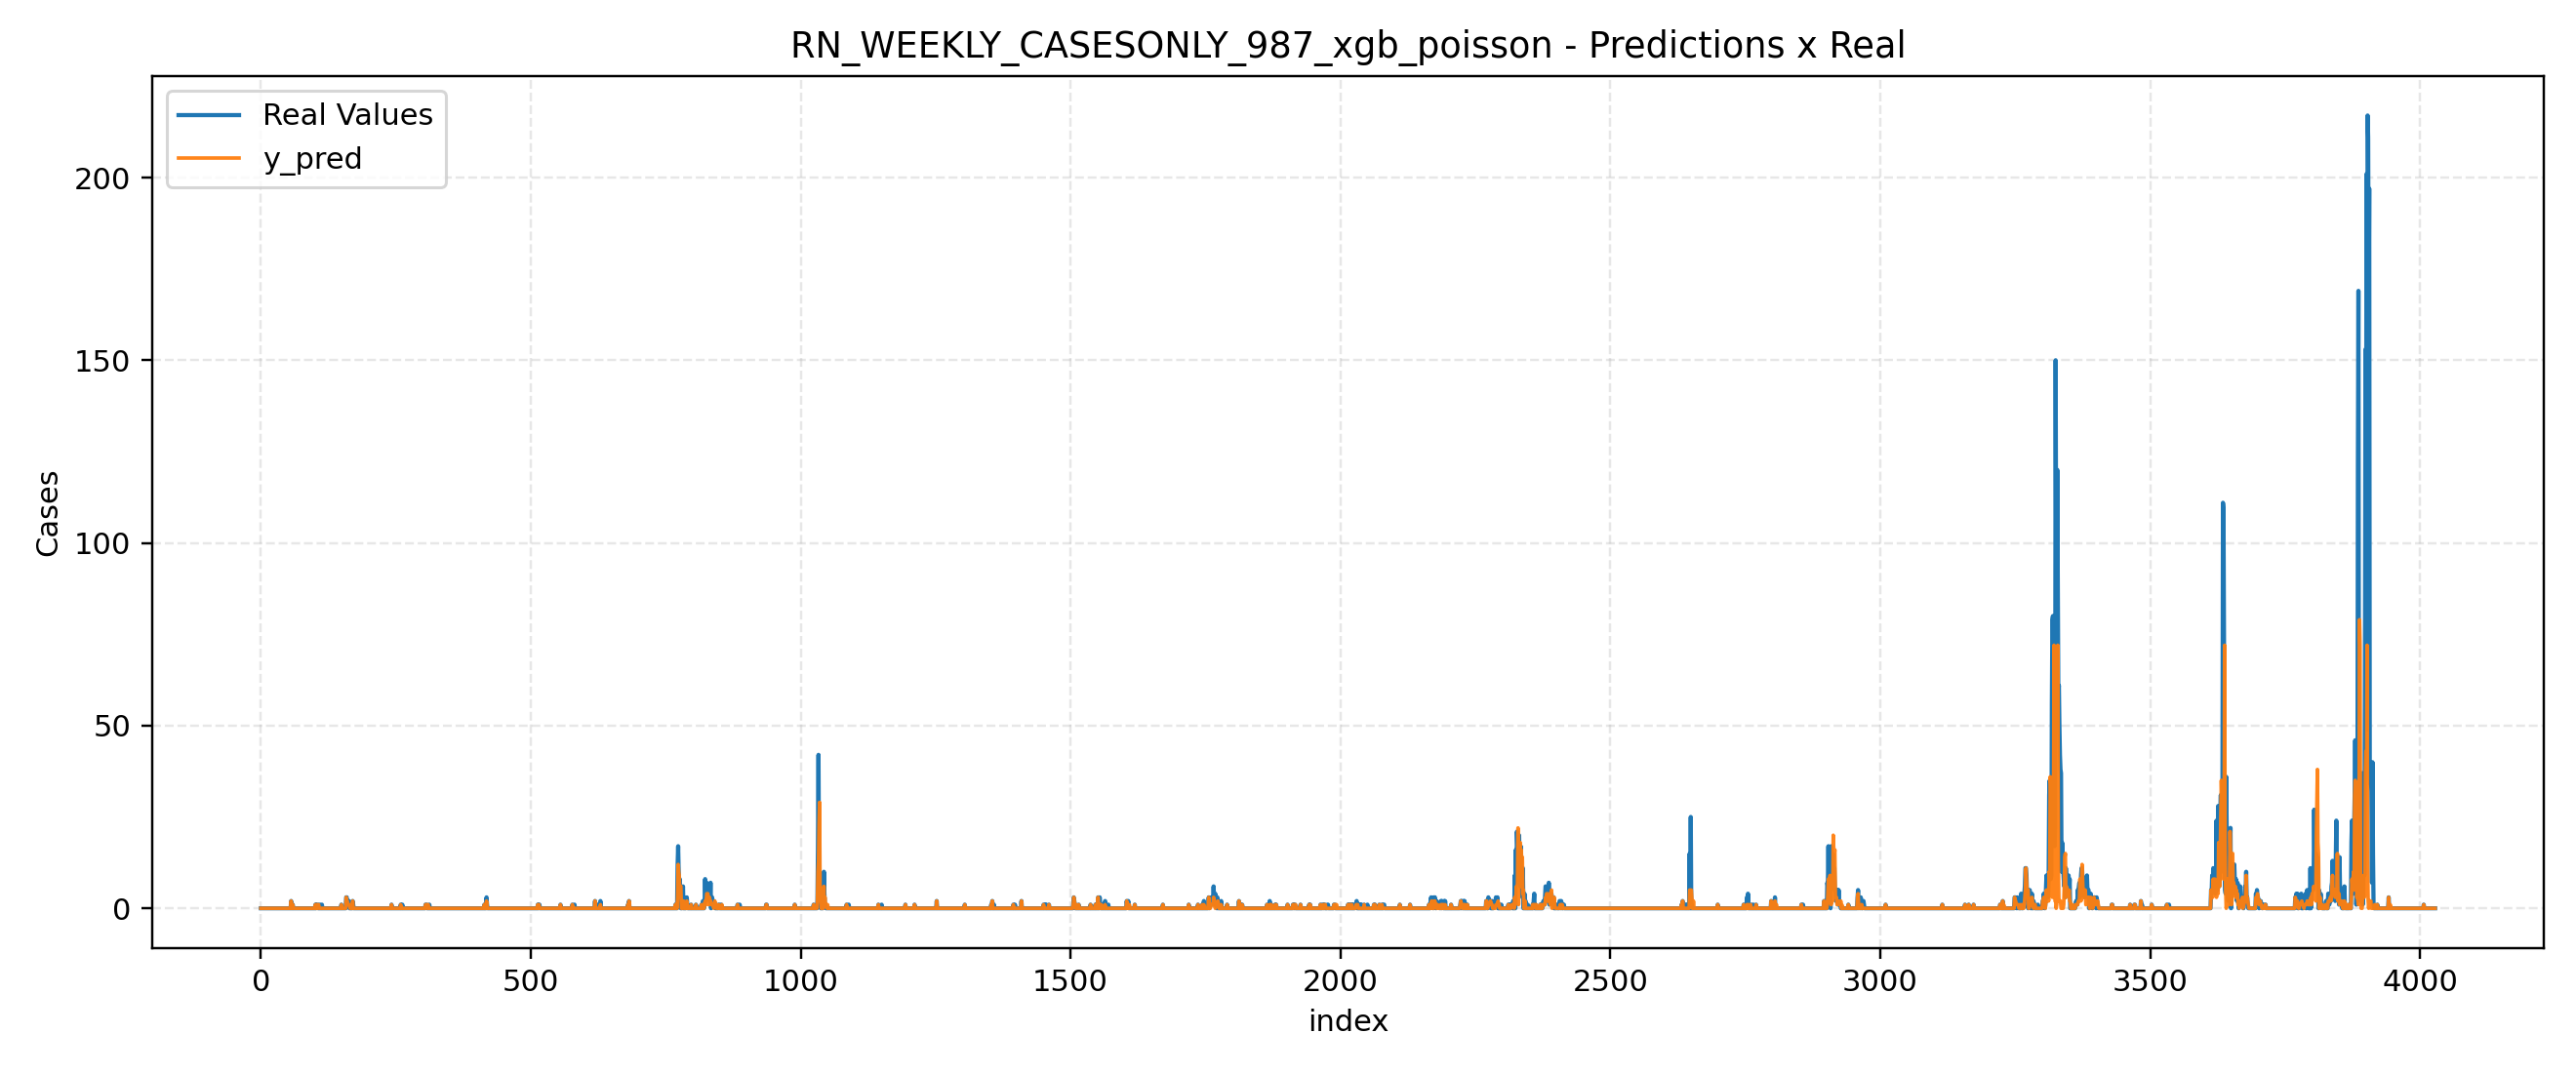 RN_WEEKLY_CASESONLY_987_xgb_poisson - Predictions x Real
Real Values
y_pred
200
150
100
50
0
Cases
0 500 1000 1500 2000 2500 3000 3500 4000
index